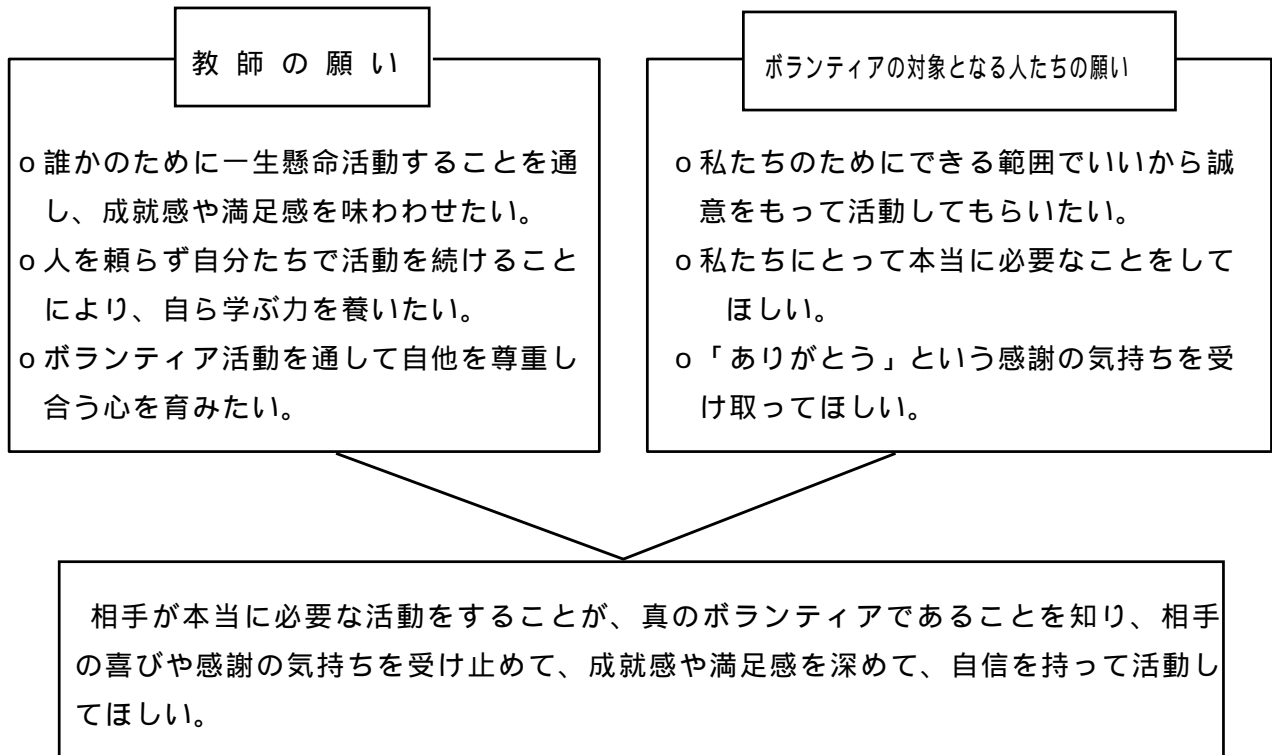 教師の願い
o誰かのために一生懸命活動することを通
し、成就感や満足感を味わわせたい。
o人を頼らず自分たちで活動を続けること
により、自ら学ぶ力を養いたい。
oボランティア活動を通して自他を尊重し
合う心を育みたい。
ボランティアの対象となる人たちの願い
o私たちのためにできる範囲でいいから誠
意をもって活動してもらいたい。
o私たちにとって本当に必要なことをして
ほしい。
o「ありがとう」という感謝の気持ちを受
け取ってほしい。
相手が本当に必要な活動をすることが、真のボランティアであることを知り、相手
の喜びや感謝の気持ちを受け止めて、成就感や満足感を深めて、自信を持って活動し
てほしい。